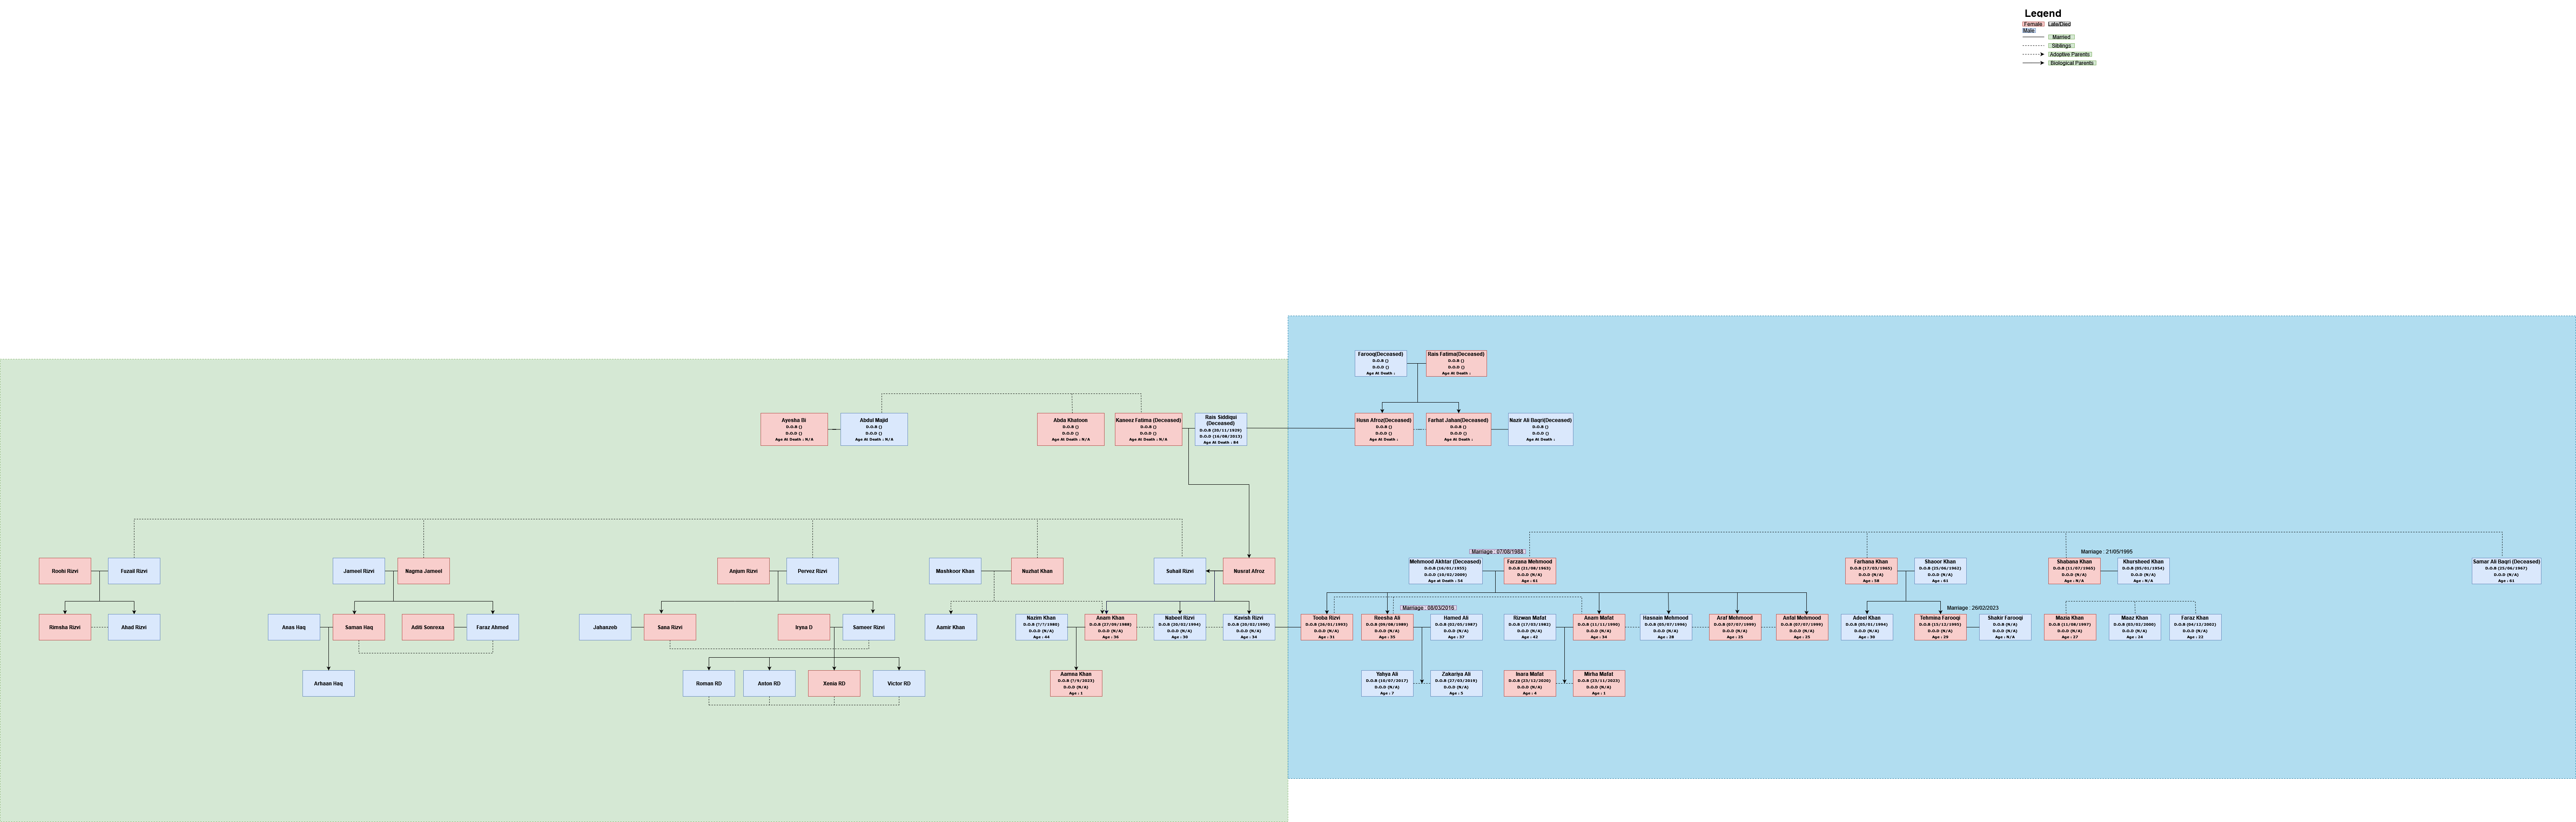 Legend
Female Late/Died
Male
Married
Siblings
Adoptive Parents
Biological Parents
Farooq(Deceased)
D.O.B ()
D.O.D ()
Age At Death :
Rais Fatima(Deceased)
D.O.B ()
D.O.D ()
Age At Death :
Ayesha Bi
D.O.B ()
D.O.D ()
Age At Death : N/A
Abdul Majid
D.O.B ()
D.O.D ()
Age At Death : N/A
Abda Khatoon
D.O.B ()
D.O.D ()
Age At Death : N/A
Kaneez Fatima (Deceased)
D.O.B ()
D.O.D ()
Age At Death : N/A
Rais Siddiqui
(Deceased)
D.O.B (20/11/1929)
D.O.D (16/08/2013)
Age At Death : 84
Husn Afroz(Deceased)
D.O.B ()
D.O.D ()
Age At Death :
Farhat Jahan(Deceased)
D.O.B ()
D.O.D ()
Age At Death :
Nazir Ali Baqri(Deceased)
D.O.B ()
D.O.D ()
Age At Death :
Roohi Rizvi
Fuzail Rizvi
Jameel Rizvi
Nagma Jameel
Anjum Rizvi
Pervez Rizvi
Mashkoor Khan
Nuzhat Khan
Suhail Rizvi
Nusrat Afroz
Marriage : 07/08/1988
Mehmood Akhtar (Deceased)
D.O.B (16/01/1955)
D.O.D (10/02/2009)
Age at Death : 54
Farzana Mehmood
D.O.B (21/08/1963)
D.O.D (N/A)
Age : 61
Farhana Khan
D.O.B (17/03/1965)
D.O.D (N/A)
Age : 58
Shaoor Khan
D.O.B (25/06/1962)
D.O.D (N/A)
Age : 61
Marriage : 21/05/1995
Shabana Khan
D.O.B (11/07/1965)
D.O.D (N/A)
Age : N/A
Khursheed Khan
D.O.B (05/01/1954)
D.O.D (N/A)
Age : N/A
Samar Ali Baqri (Deceased)
D.O.B (25/06/1967)
D.O.D (N/A)
Age : 61
Rimsha Rizvi
Ahad Rizvi
Anas Haq
Saman Haq
Aditi Sonrexa
Faraz Ahmed
Jahanzeb
Sana Rizvi
Iryna D
Sameer Rizvi
Aamir Khan
Nazim Khan
D.O.B (?/?/1980)
D.O.D (N/A)
Age : 44
Anam Khan
D.O.B (27/09/1988)
D.O.D (N/A)
Age : 36
Nabeel Rizvi
D.O.B (20/02/1994)
D.O.D (N/A)
Age : 30
Kavish Rizvi
D.O.B (20/02/1990)
D.O.D (N/A)
Age : 34
Tooba Rizvi
D.O.B (26/02/1993)
D.O.D (N/A)
Age : 31
Marriage : 08/03/2016
Reesha Ali
D.O.B (09/08/1989)
D.O.D (N/A)
Age : 35
Hamed Ali
D.O.B (02/05/1987)
D.O.D (N/A)
Age : 37
Rizwan Mafat
D.O.B (17/03/1982)
D.O.D (N/A)
Age : 42
Anam Mafat
D.O.B (11/11/1990)
D.O.D (N/A)
Age : 34
Hassain Mehmood
D.O.B (03/07/1996)
D.O.D (N/A)
Age : 28
Araf Mehmood
D.O.B (07/07/1999)
D.O.D (N/A)
Age : 25
Anfal Mehmood
D.O.B (07/07/1999)
D.O.D (N/A)
Age : 25
Adeel Khan
D.O.B (05/01/1994)
D.O.D (N/A)
Age : 30
Marriage : 26/02/2023
Tehmina Farooqi
D.O.B (15/12/1995)
D.O.D (N/A)
Age : 29
Shakir Farooqi
D.O.B (N/A)
D.O.D (N/A)
Age : N/A
Mazia Khan
D.O.B (11/08/1997)
D.O.D (N/A)
Age : 27
Maaz Khan
D.O.B (03/02/2000)
D.O.D (N/A)
Age : 24
Faraz Khan
D.O.B (04/12/2002)
D.O.D (N/A)
Age : 22
Arhaan Haq
Roman RD
Anton RD
Xenia RD
Victor RD
Aamna Khan
D.O.B (?/9/2023)
D.O.D (N/A)
Age : 1
Yahya Ali
D.O.B (10/07/2017)
D.O.D (N/A)
Age : 7
Zakariya Ali
D.O.B (27/03/2019)
D.O.D (N/A)
Age : 5
Inara Mafat
D.O.B (23/12/2020)
D.O.D (N/A)
Age : 4
Mirha Mafat
D.O.B (23/11/2023)
D.O.D (N/A)
Age : 1